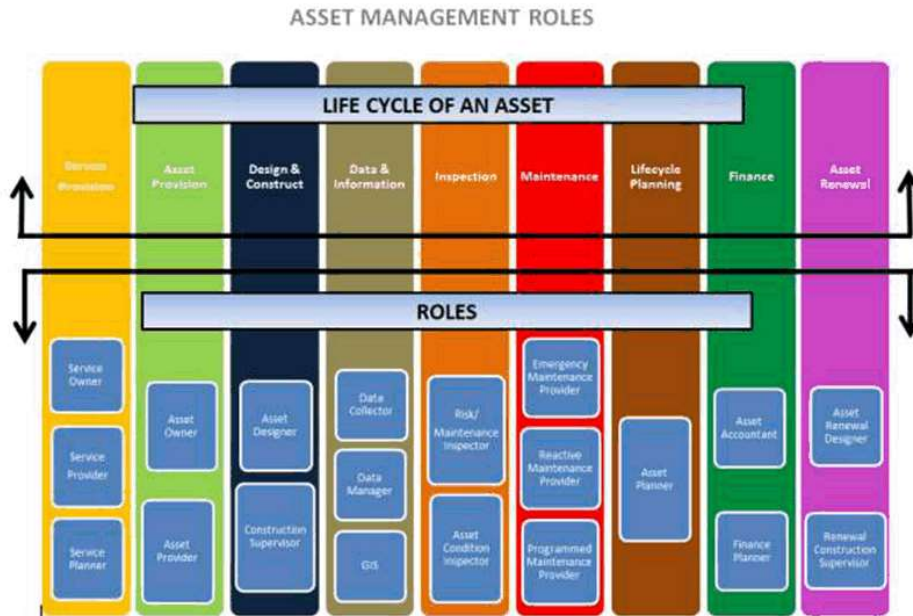 ASSET MANAGEMENT ROLES
LIFE CYCLE OF AN ASSET
Service
Provision
Asset
Provision
Design &
Construct
Data &
Information
Inspection
Maintenance
Lifecycle
Planning
Finance
Asset
Renewal
ROLES
Service
Owner
Service
Provider
Service
Planner
Asset
Owner
Asset
Provider
Asset
Designer
Construction
Supervisor
Data
Collector
Data
Manager
GIS
Risk/
Maintenance
Inspector
Asset
Condition
Inspector
Emergency
Maintenance
Provider
Reactive
Maintenance
Provider
Programmed
Maintenance
Provider
Asset
Planner
Asset
Accountant
Finance
Planner
Asset
Renewal
Designer
Renewal
Construction
Supervisor